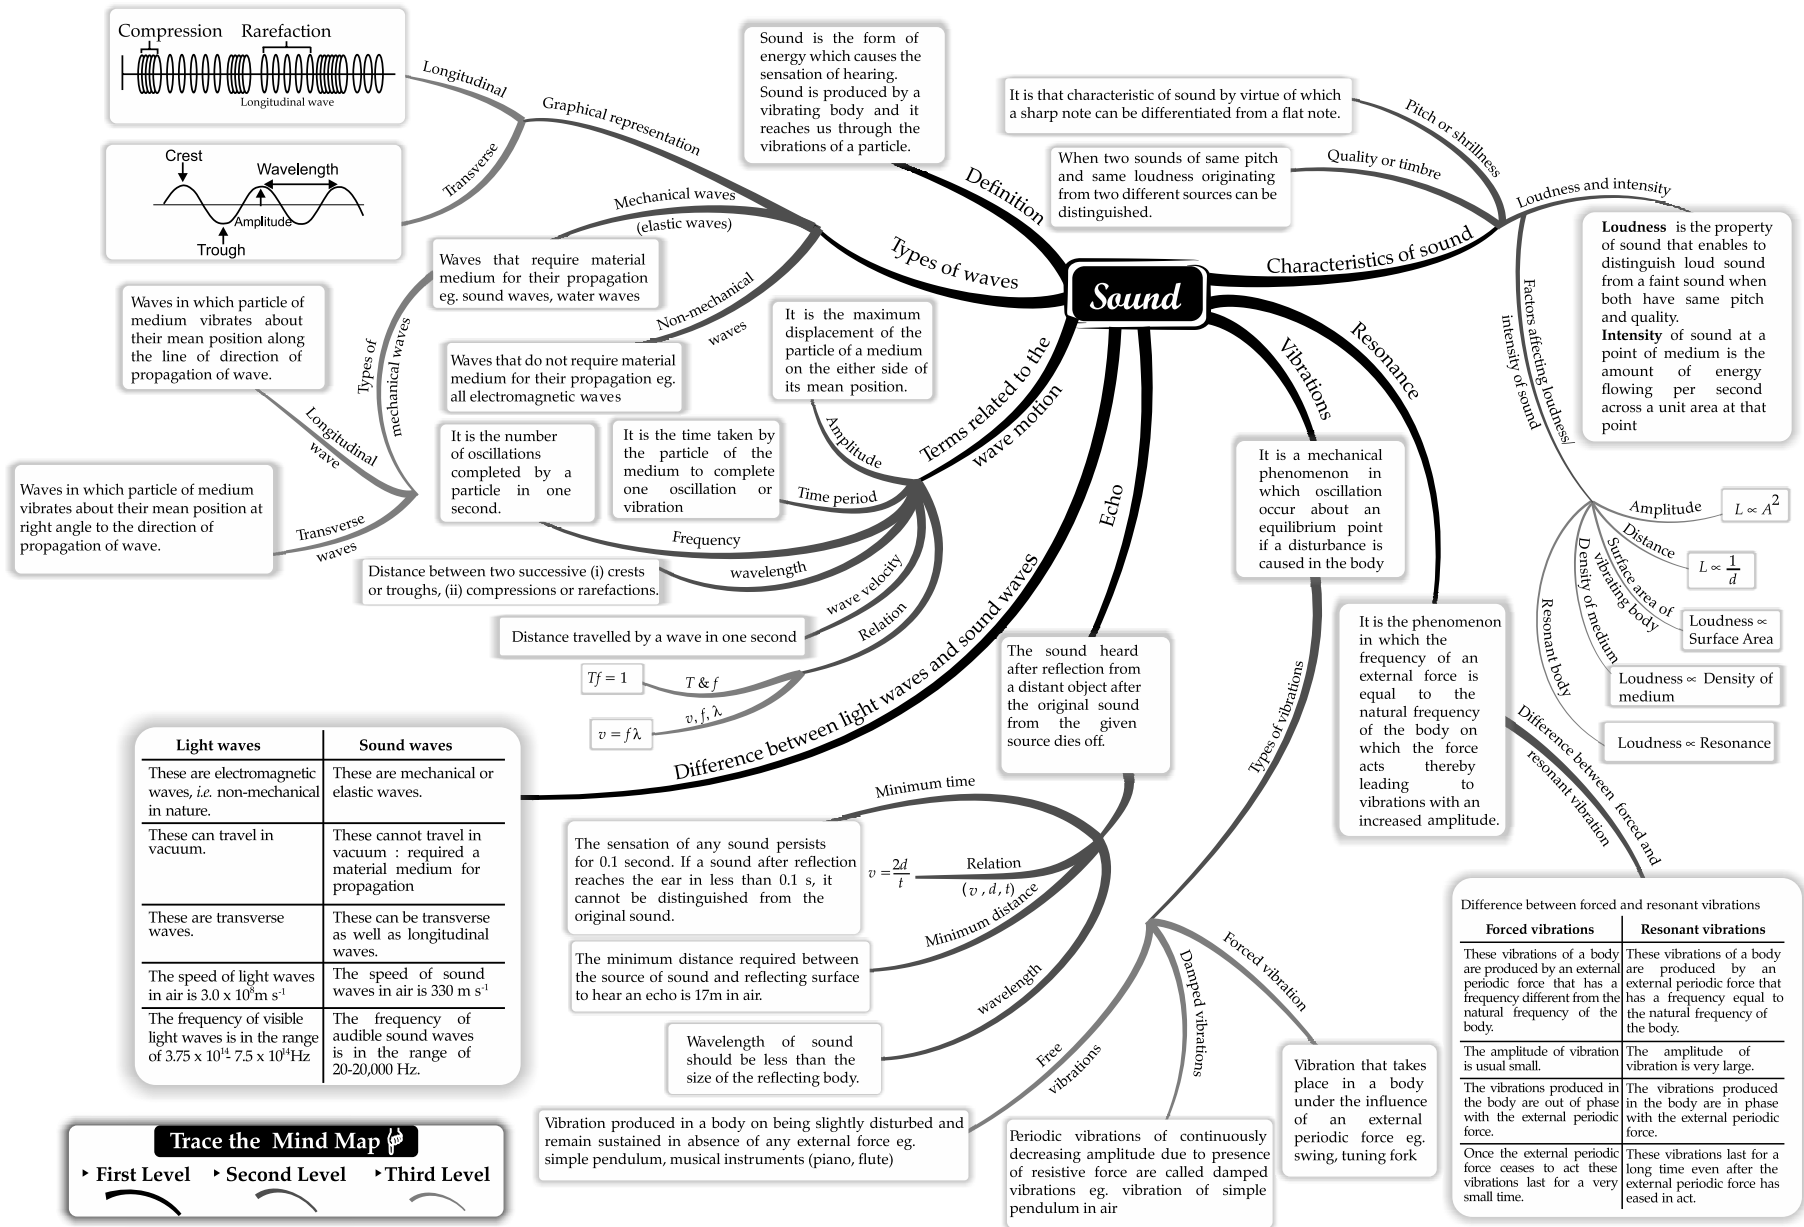 Compression Rarefaction
Longitudinal wave
Longitudinal
Crest
Wavelength
Amplitude
Trough
Transverse
Graphical representation
Sound is the form of
energy which causes the
sensation of hearing.
Sound is produced by a
vibrating body and it
reaches us through the
vibrations of a particle.
Definition
It is that characteristic of sound by virtue of which
a sharp note can be differentiated from a flat note.
Pitch or shrillness
When two sounds of same pitch
and same loudness originating
from two different sources can be
distinguished.
Quality or timbre
Loudness and intensity
Loudness is the property
of sound that enables to
distinguish loud sound
from a faint sound when
both have same pitch
and quality.
Intensity of sound at a
point of medium is the
amount of energy
flowing per second
across a unit area at that
point
Characteristics of sound
Factors affecting loudness/
intensity of sound
Amplitude
L ∝ A²
Distance
L ∝ 1/d
Surface area of
vibrating body
Loudness ∝
Surface Area
Density of medium
Loudness ∝ Density of
medium
Resonant body
Loudness ∝ Resonance
Sound
Types of waves
Mechanical waves
(elastic waves)
Waves that require material
medium for their propagation
eg. sound waves, water waves
Non-mechanical
waves
Waves that do not require material
medium for their propagation eg.
all electromagnetic waves
Types of
mechanical waves
Waves in which particle of
medium vibrates about
their mean position along
the line of direction of
propagation of wave.
Longitudinal
wave
Waves in which particle of medium
vibrates about their mean position at
right angle to the direction of
propagation of wave.
Transverse
waves
Terms related to the
wave motion
It is the maximum
displacement of the
particle of a medium
on the either side of
its mean position.
Amplitude
It is the time taken by
the particle of the
medium to complete
one oscillation or
vibration
Time period
It is the number
of oscillations
completed by a
particle in one
second.
Frequency
Distance between two successive (i) crests
or troughs, (ii) compressions or rarefactions.
wavelength
Distance travelled by a wave in one second
wave velocity
Relation
Tf = 1
T & f
v = f λ
v, f, λ
Difference between light waves and sound waves
Light waves Sound waves
These are electromagnetic
waves, i.e. non-mechanical
in nature.
These are mechanical or
elastic waves.
These can travel in
vacuum.
These cannot travel in
vacuum : required a
material medium for
propagation
These are transverse
waves.
These can be transverse
as well as longitudinal
waves.
The speed of light waves
in air is 3.0 x 10⁸m s⁻¹
The speed of sound
waves in air is 330 m s⁻¹
The frequency of visible
light waves is in the range
of 3.75 x 10¹⁴- 7.5 x 10¹⁴Hz
The frequency of
audible sound waves
is in the range of
20-20,000 Hz.
Echo
The sound heard
after reflection from
a distant object after
the original sound
from the given
source dies off.
Minimum time
The sensation of any sound persists
for 0.1 second. If a sound after reflection
reaches the ear in less than 0.1 s, it
cannot be distinguished from the
original sound.
v = 2d/t
Relation
(v, d, t)
Minimum distance
The minimum distance required between
the source of sound and reflecting surface
to hear an echo is 17m in air.
wavelength
Wavelength of sound
should be less than the
size of the reflecting body.
Vibrations
It is a mechanical
phenomenon in
which oscillation
occur about an
equilibrium point
if a disturbance is
caused in the body
Types of vibrations
Free
vibrations
Vibration produced in a body on being slightly disturbed and
remain sustained in absence of any external force eg.
simple pendulum, musical instruments (piano, flute)
Damped vibrations
Periodic vibrations of continuously
decreasing amplitude due to presence
of resistive force are called damped
vibrations eg. vibration of simple
pendulum in air
Forced vibration
Vibration that takes
place in a body
under the influence
of an external
periodic force eg.
swing, tuning fork
Resonance
It is the phenomenon
in which the
frequency of an
external force is
equal to the
natural frequency
of the body on
which the force
acts thereby
leading to
vibrations with an
increased amplitude.
Difference between forced and
resonant vibration
Difference between forced and resonant vibrations
Forced vibrations Resonant vibrations
These vibrations of a body
are produced by an external
periodic force that has a
frequency different from the
natural frequency of the
body.
These vibrations of a body
are produced by an
external periodic force that
has a frequency equal to
the natural frequency of
the body.
The amplitude of vibration
is usual small.
The amplitude of
vibration is very large.
The vibrations produced in
the body are out of phase
with the external periodic
force.
The vibrations produced
in the body are in phase
with the external periodic
force.
Once the external periodic
force ceases to act these
vibrations last for a very
small time.
These vibrations last for a
long time even after the
external periodic force has
eased in act.
Trace the Mind Map
First Level Second Level Third Level